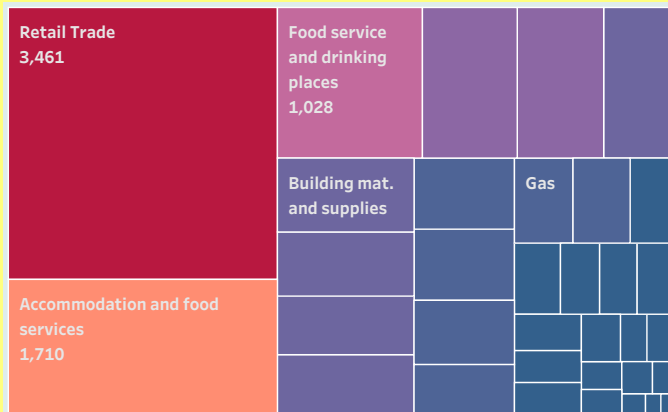 Retail Trade
3,461
Food service
and drinking
places
1,028
Building mat.
and supplies
Gas
Accommodation and food
services
1,710